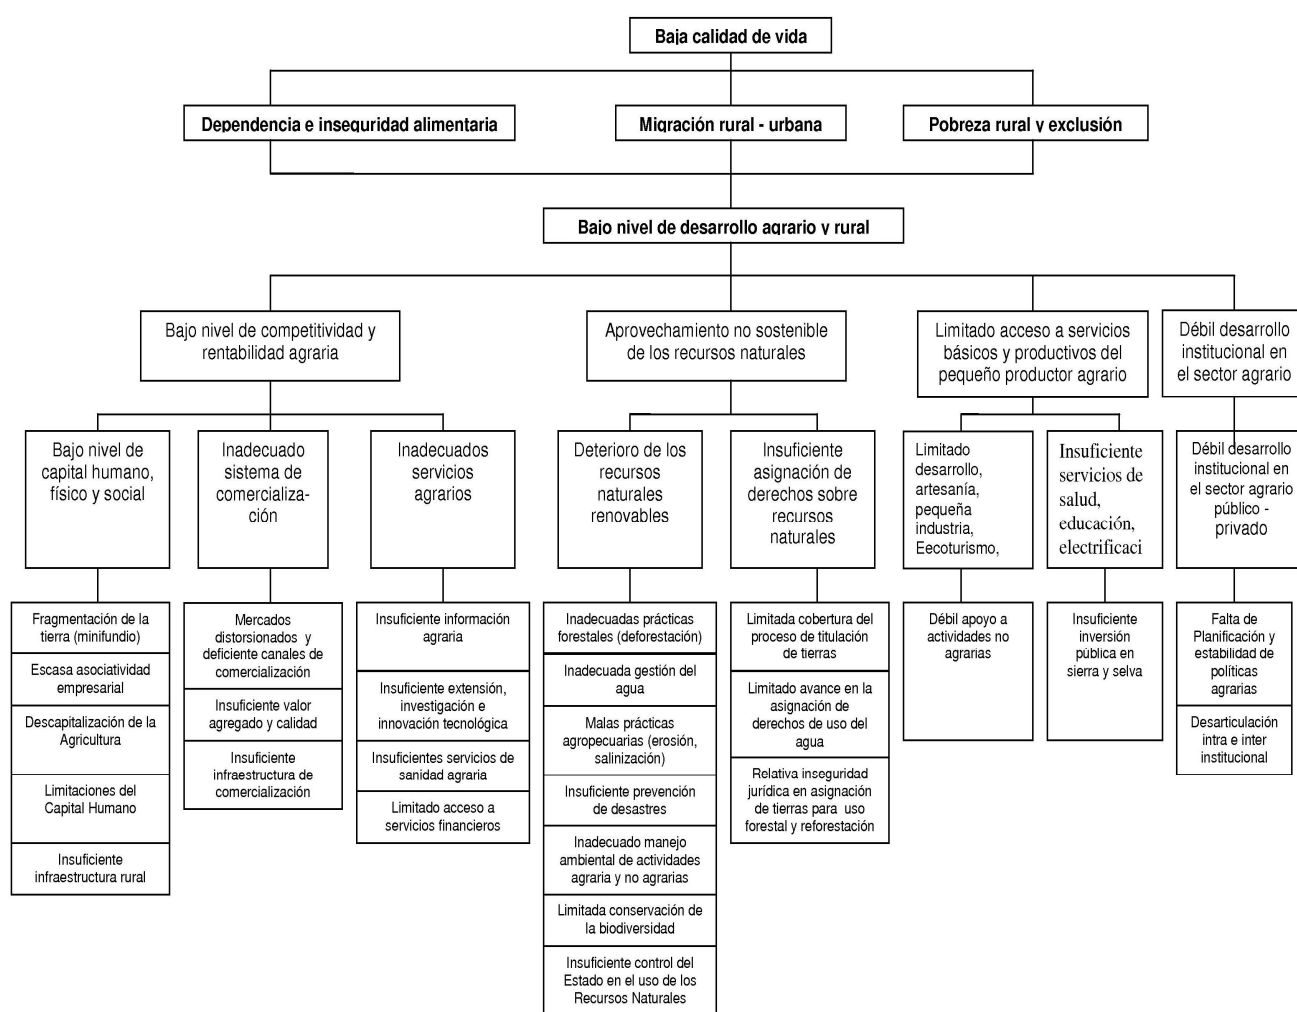 Baja calidad de vida
Dependencia e inseguridad alimentaria
Migración rural - urbana
Pobreza rural y exclusión
Bajo nivel de desarrollo agrario y rural
Bajo nivel de competitividad y
rentabilidad agraria
Aprovechamiento no sostenible
de los recursos naturales
Limitado acceso a servicios
básicos y productivos del
pequeño productor agrario
Débil desarrollo
institucional en
el sector agrario
Bajo nivel de
capital humano,
físico y social
Inadecuado
sistema de
comercializa-
ción
Inadecuados
servicios
agrarios
Deterioro de los
recursos
naturales
renovables
Insuficiente
asignación de
derechos sobre
recursos
naturales
Limitado
desarrollo,
artesanía,
pequeña
industria,
Eecoturismo,
Insuficiente
servicios de
salud,
educación,
electrificaci
Débil desarrollo
institucional en
el sector agrario
público -
privado
Fragmentación de la
tierra (minifundio)
Escasa asociatividad
empresarial
Descapitalización de la
Agricultura
Limitaciones del
Capital Humano
Insuficiente
infraestructura rural
Mercados
distorsionados y
deficiente canales de
comercialización
Insuficiente valor
agregado y calidad
Insuficiente
infraestructura de
comercialización
Insuficiente información
agraria
Insuficiente extensión,
investigación e
innovación tecnológica
Insuficientes servicios de
sanidad agraria
Limitado acceso a
servicios financieros
Inadecuadas prácticas
forestales (deforestación)
Inadecuada gestión del
agua
Malas prácticas
agropecuarias (erosión,
salinización)
Insuficiente prevención
de desastres
Inadecuado manejo
ambiental de actividades
agraria y no agrarias
Limitada conservación de
la biodiversidad
Insuficiente control del
Estado en el uso de los
Recursos Naturales
Limitada cobertura del
proceso de titulación
de tierras
Limitado avance en la
asignación de
derechos de uso del
agua
Relativa inseguridad
jurídica en asignación
de tierras para uso
forestal y reforestación
Débil apoyo a
actividades no
agrarias
Insuficiente
inversión
pública en
sierra y selva
Falta de
Planificación y
estabilidad de
políticas
agrarias
Desarticulación
intra e inter
institucional